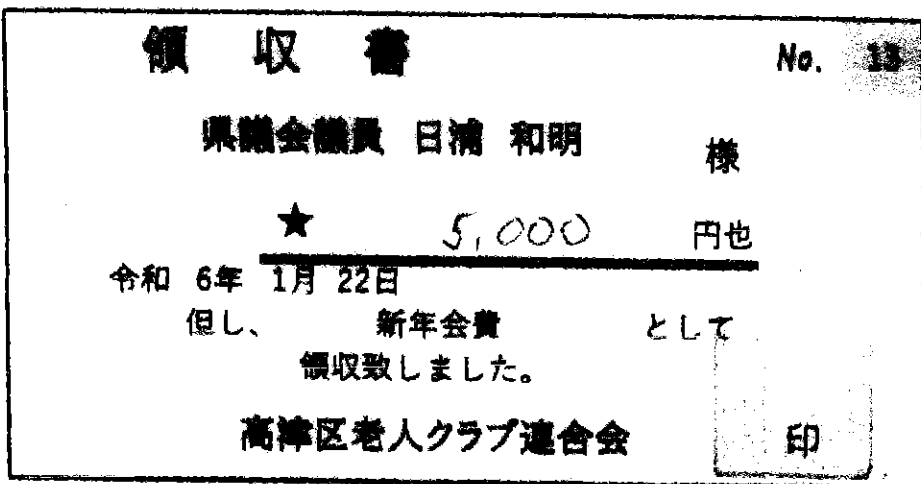 領 収 書 No. 13
県議会議員 日浦 和明 様
★ 5,000 円也
令和 6年 1月 22日
但し、 新年会費 として
領収致しました。
高津区老人クラブ連合会 印